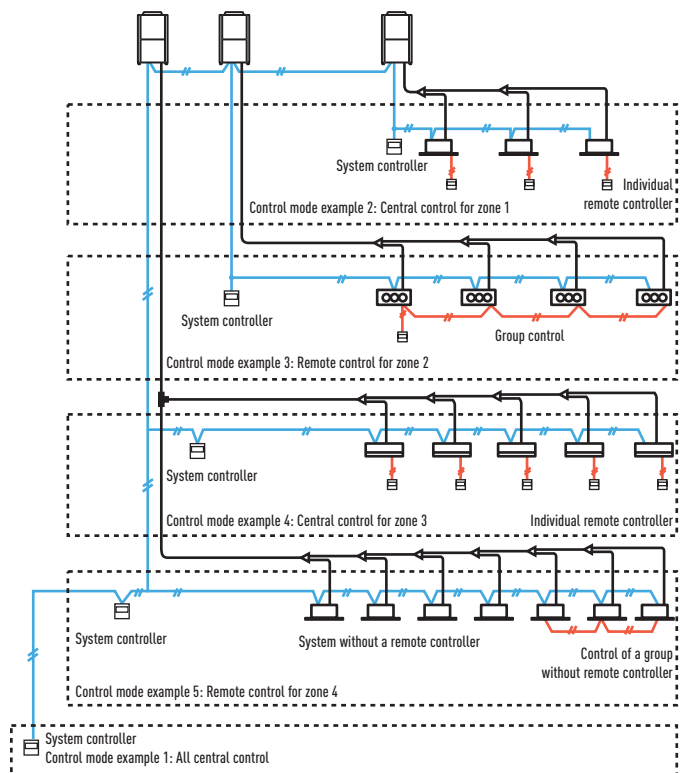 System controller
Individual
remote controller
Control mode example 2: Central control for zone 1
System controller
Group control
Control mode example 3: Remote control for zone 2
System controller
Control mode example 4: Central control for zone 3
Individual remote controller
System controller
System without a remote controller
Control of a group
without remote controller
Control mode example 5: Remote control for zone 4
System controller
Control mode example 1: All central control